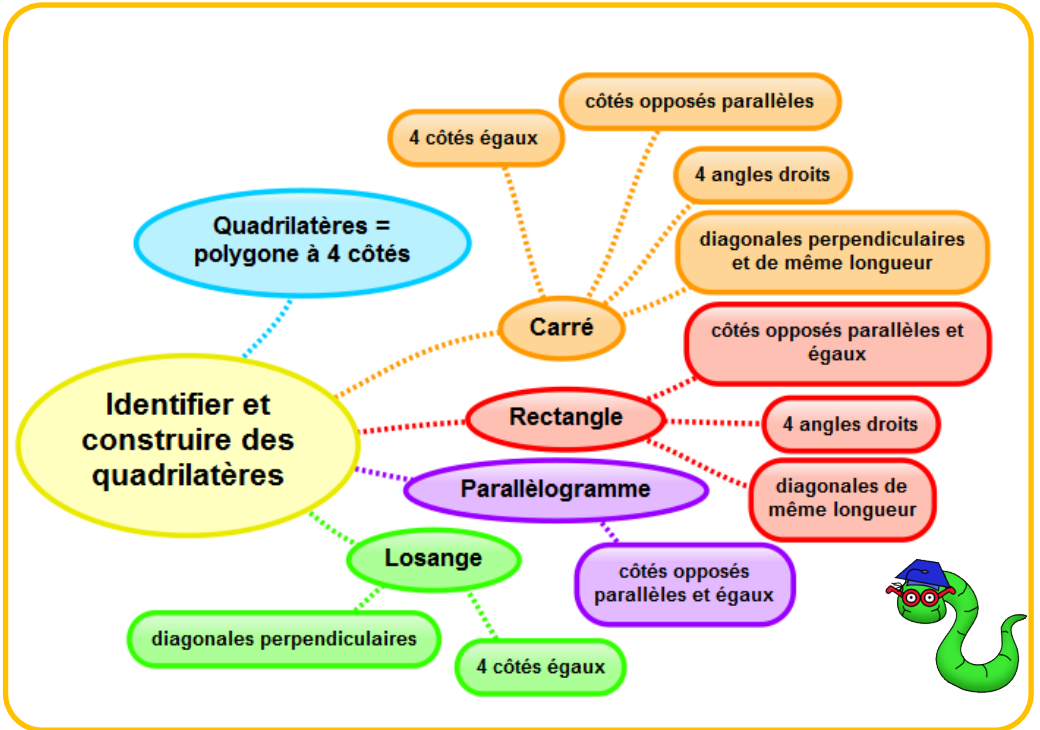 côtés opposés parallèles
4 côtés égaux
4 angles droits
Quadrilatères =
polygone à 4 côtés
diagonales perpendiculaires
et de même longueur
Carré
côtés opposés parallèles et
égaux
Identifier et
construire des
quadrilatères
Rectangle
4 angles droits
Parallèlogramme
diagonales de
même longueur
Losange
côtés opposés
parallèles et égaux
diagonales perpendiculaires
4 côtés égaux